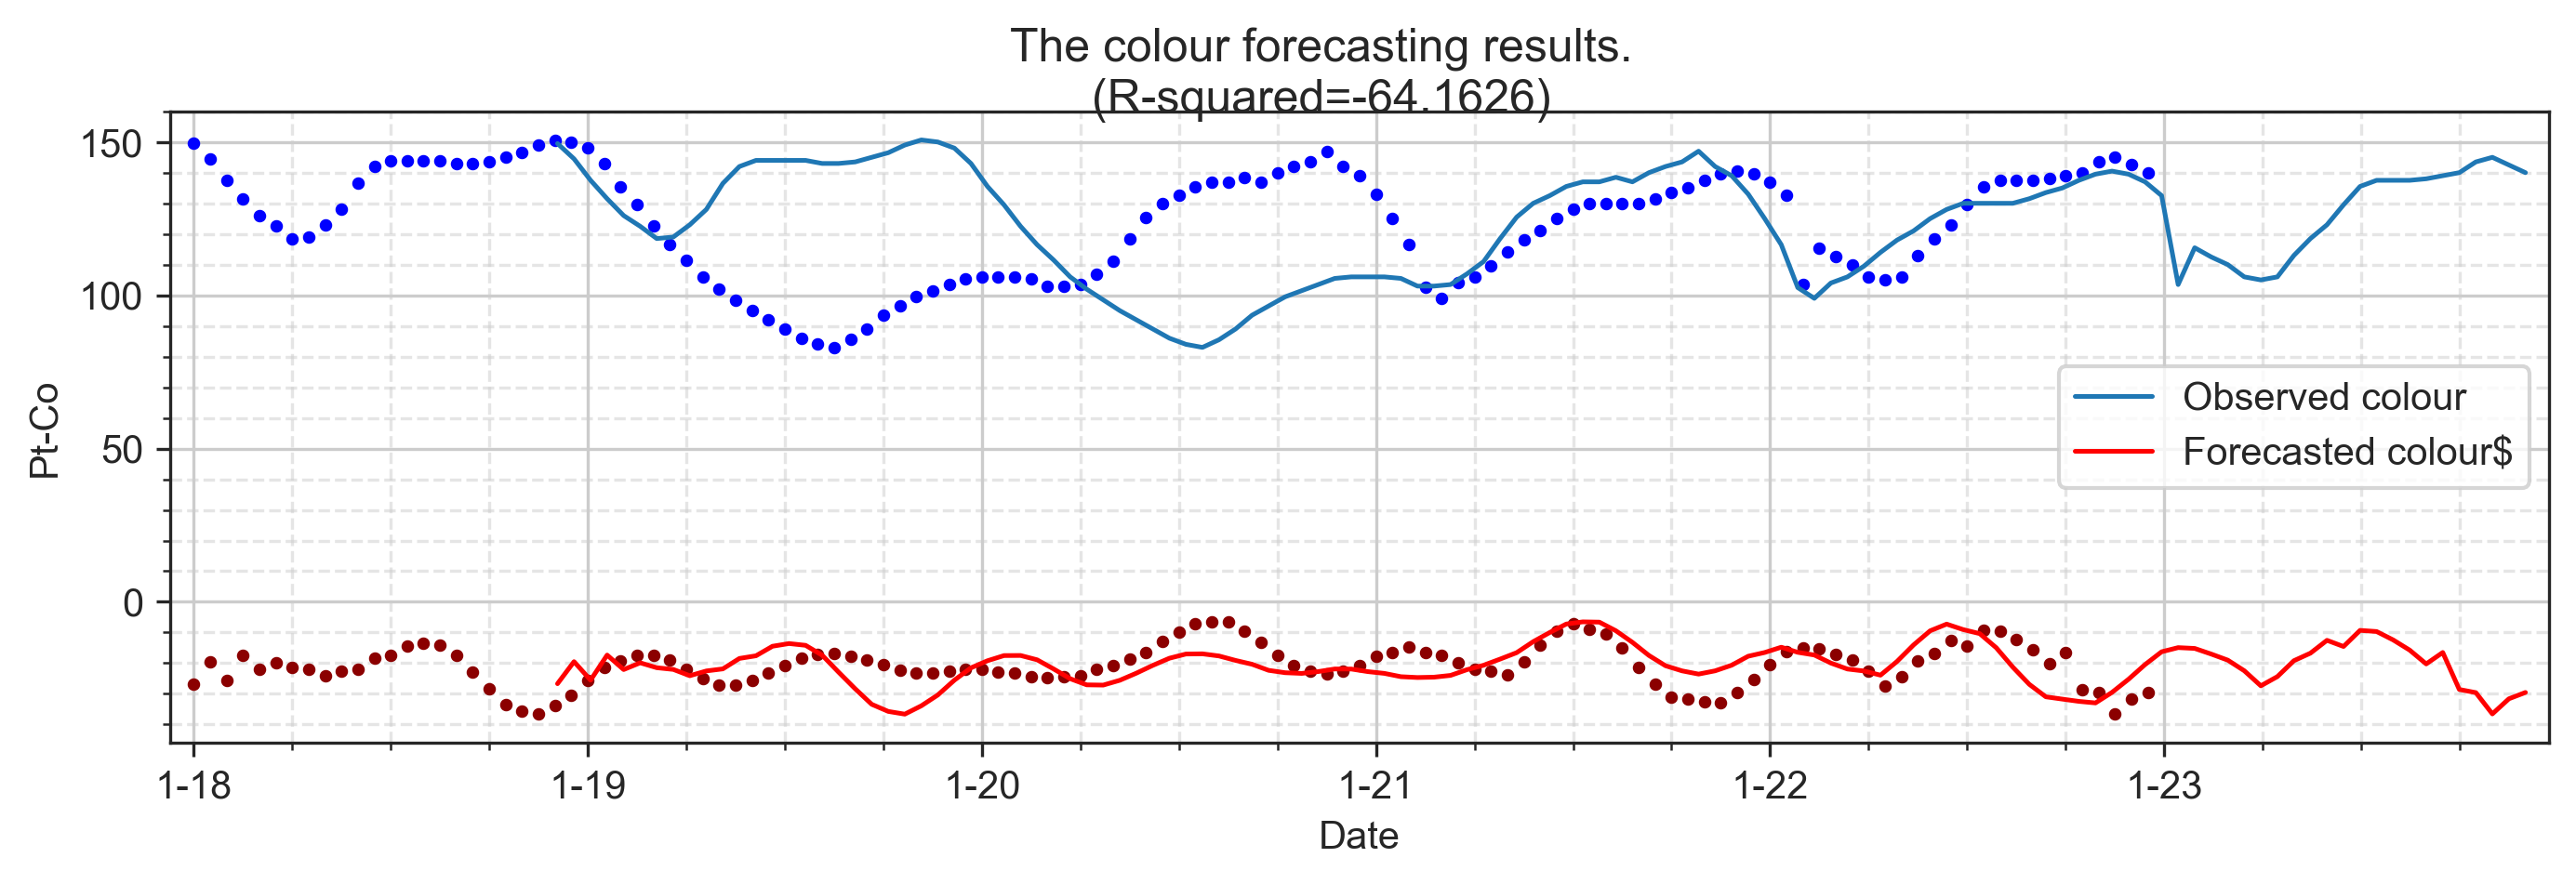 The colour forecasting results.
(R-squared=-64.1626)
150
100
50
0
Pt-Co
Observed colour
Forecasted colour$
1-18
1-19
1-20
1-21
1-22
1-23
Date